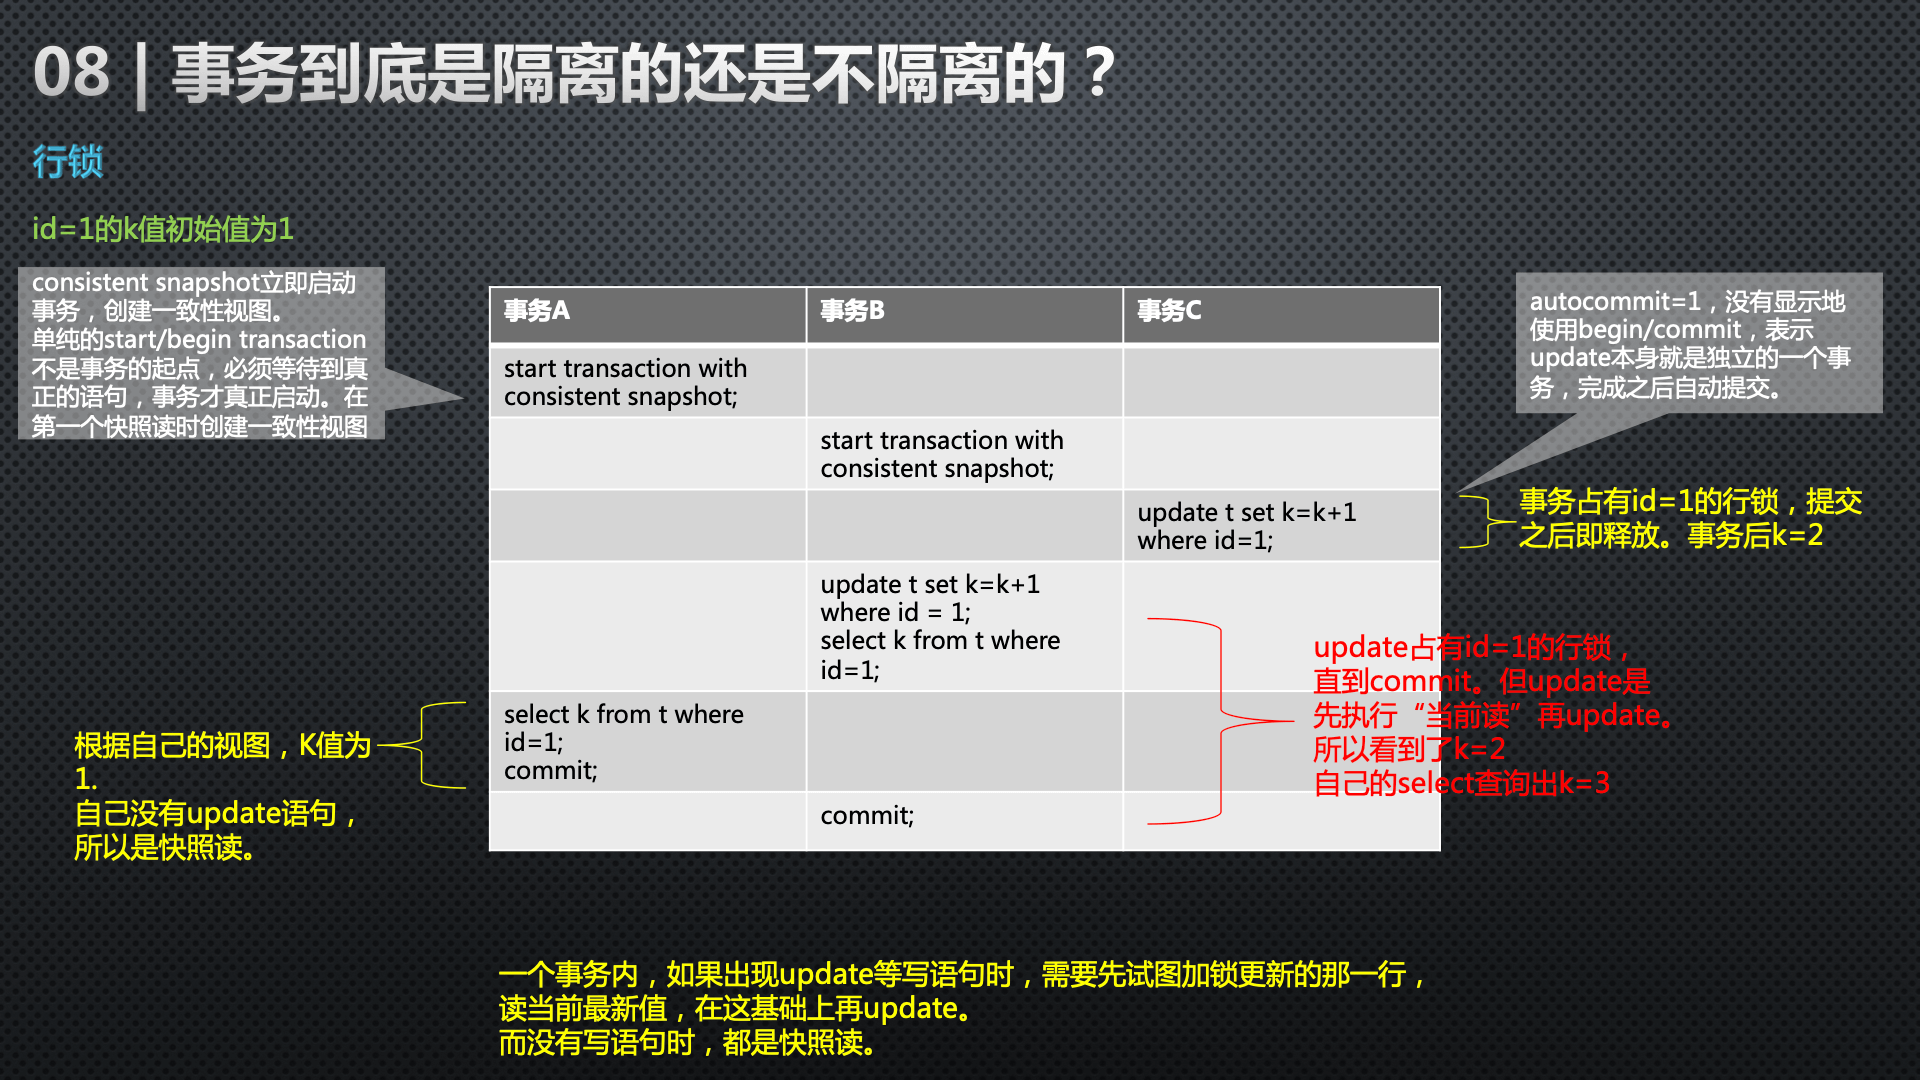 08 | 事务到底是隔离的还是不隔离的？
行锁
id=1的k值初始值为1
consistent snapshot立即启动
事务，创建一致性视图。
单纯的start/begin transaction
不是事务的起点，必须等待到真
正的语句，事务才真正启动。在
第一个快照读时创建一致性视图
事务A
事务B
事务C
start transaction with
consistent snapshot;
start transaction with
consistent snapshot;
update t set k=k+1
where id=1;
update t set k=k+1
where id = 1;
select k from t where
id=1;
select k from t where
id=1;
commit;
commit;
autocommit=1，没有显示地
使用begin/commit，表示
update本身就是独立的一个事
务，完成之后自动提交。
事务占有id=1的行锁，提交
之后即释放。事务后k=2
update占有id=1的行锁，
直到commit。但update是
先执行“当前读”再update。
所以看到了k=2
自己的select查询出k=3
根据自己的视图，K值为
1.
自己没有update语句，
所以是快照读。
一个事务内，如果出现update等写语句时，需要先试图加锁更新的那一行，
读当前最新值，在这基础上再update。
而没有写语句时，都是快照读。